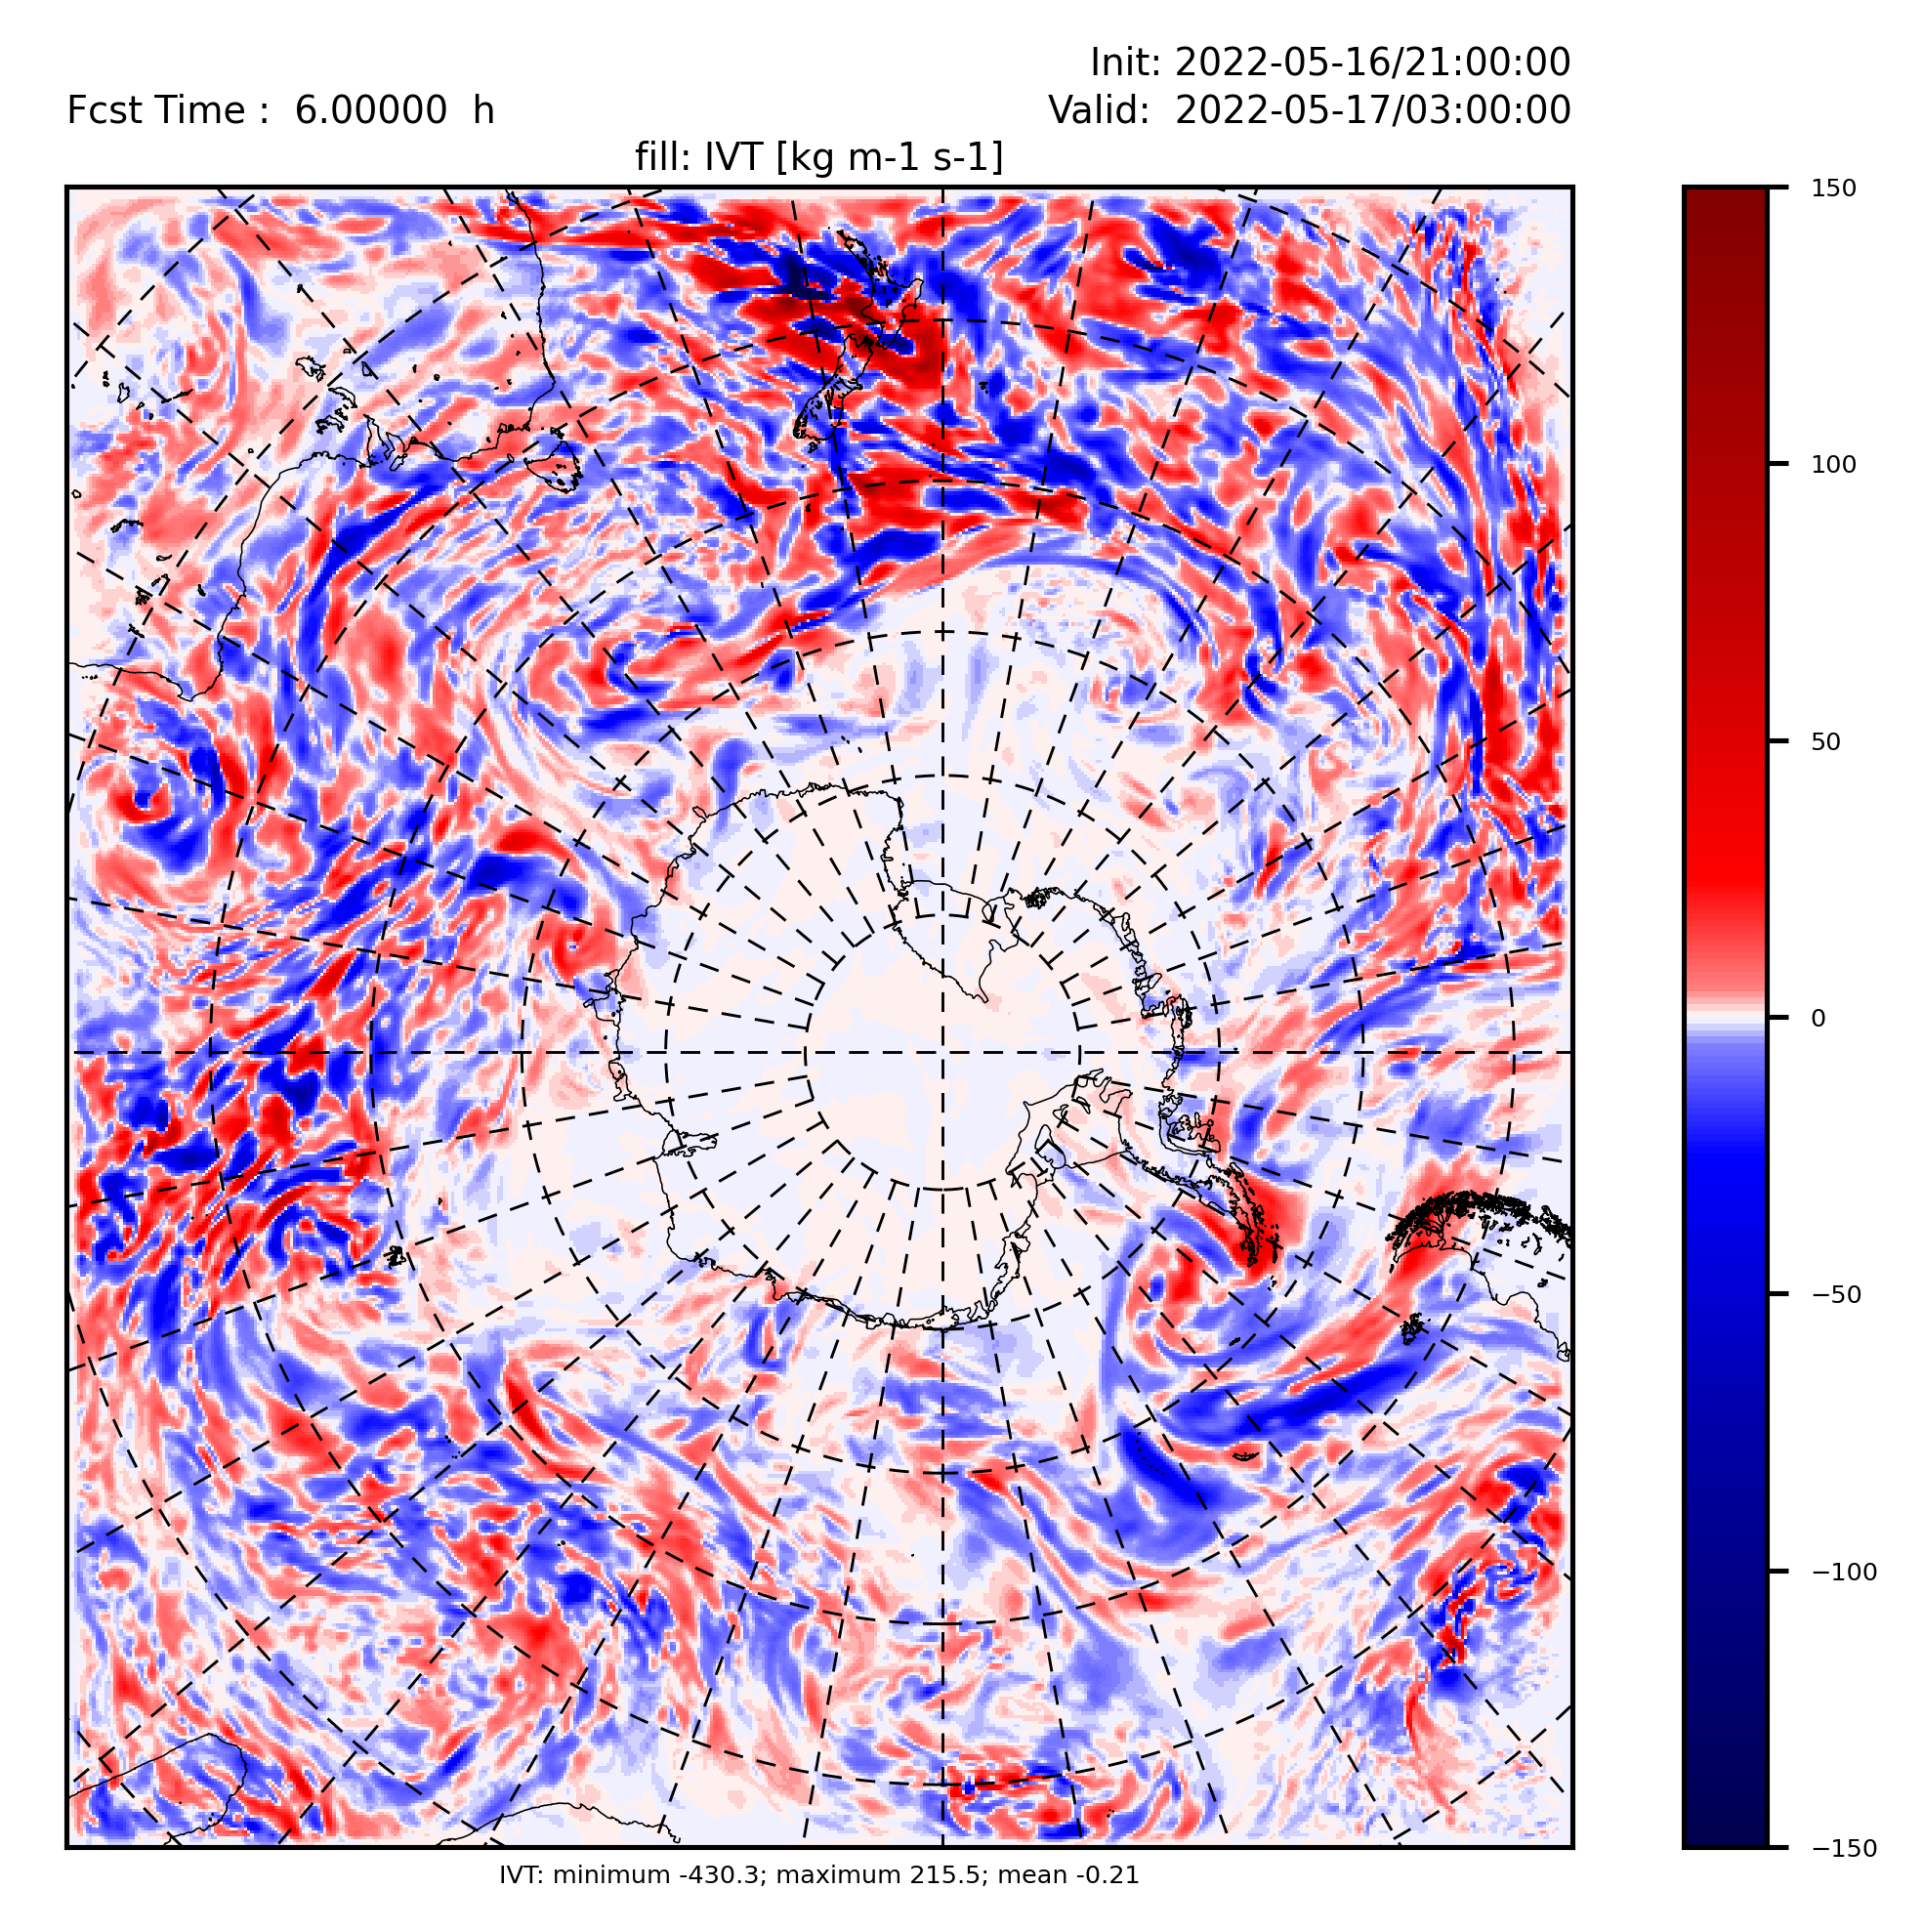 Init: 2022-05-16/21:00:00
Fcst Time :  6.00000  h
Valid:  2022-05-17/03:00:00
fill: IVT [kg m-1 s-1]
150
100
50
0
−50
−100
−150
IVT: minimum -430.3; maximum 215.5; mean -0.21